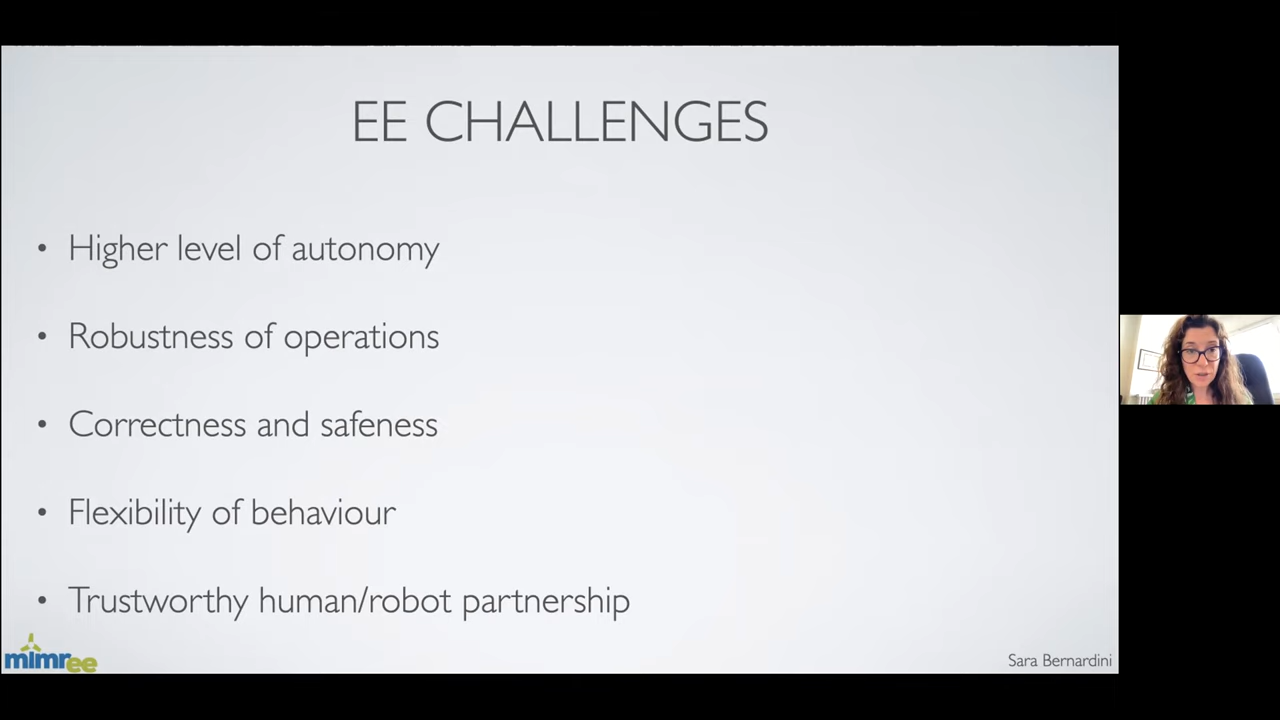 EE CHALLENGES
• Higher level of autonomy
• Robustness of operations
• Correctness and safeness
• Flexibility of behaviour
• Trustworthy human/robot partnership
mimree
Sara Bernardini